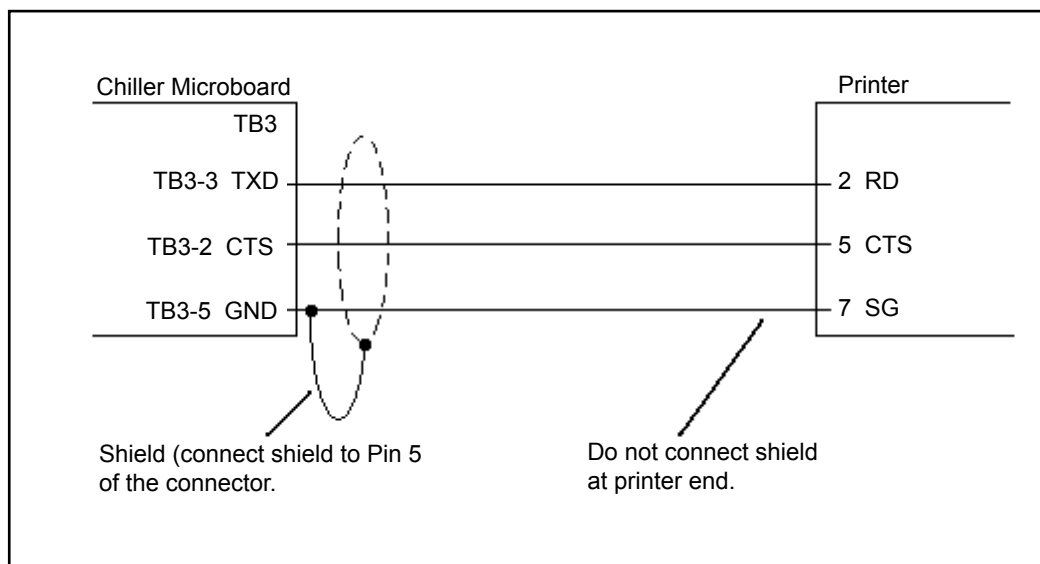 Chiller Microboard
Printer
TB3
TB3-3 TXD
2 RD
TB3-2 CTS
5 CTS
TB3-5 GND
7 SG
Shield (connect shield to Pin 5
of the connector.
Do not connect shield
at printer end.